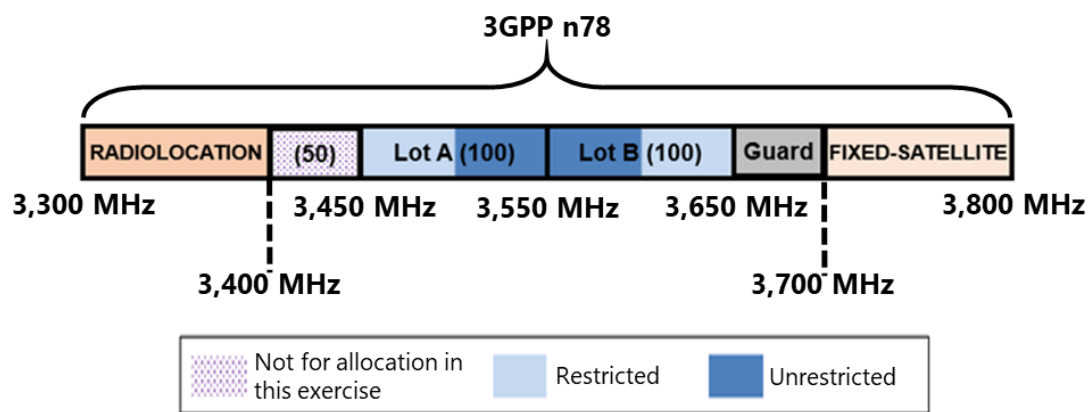 3GPP n78
RADIOLOCATION (50) Lot A (100) Lot B (100) Guard FIXED-SATELLITE
3,300 MHz 3,450 MHz 3,550 MHz 3,650 MHz 3,800 MHz
3,400 MHz 3,700 MHz
Not for allocation in
this exercise
Restricted
Unrestricted